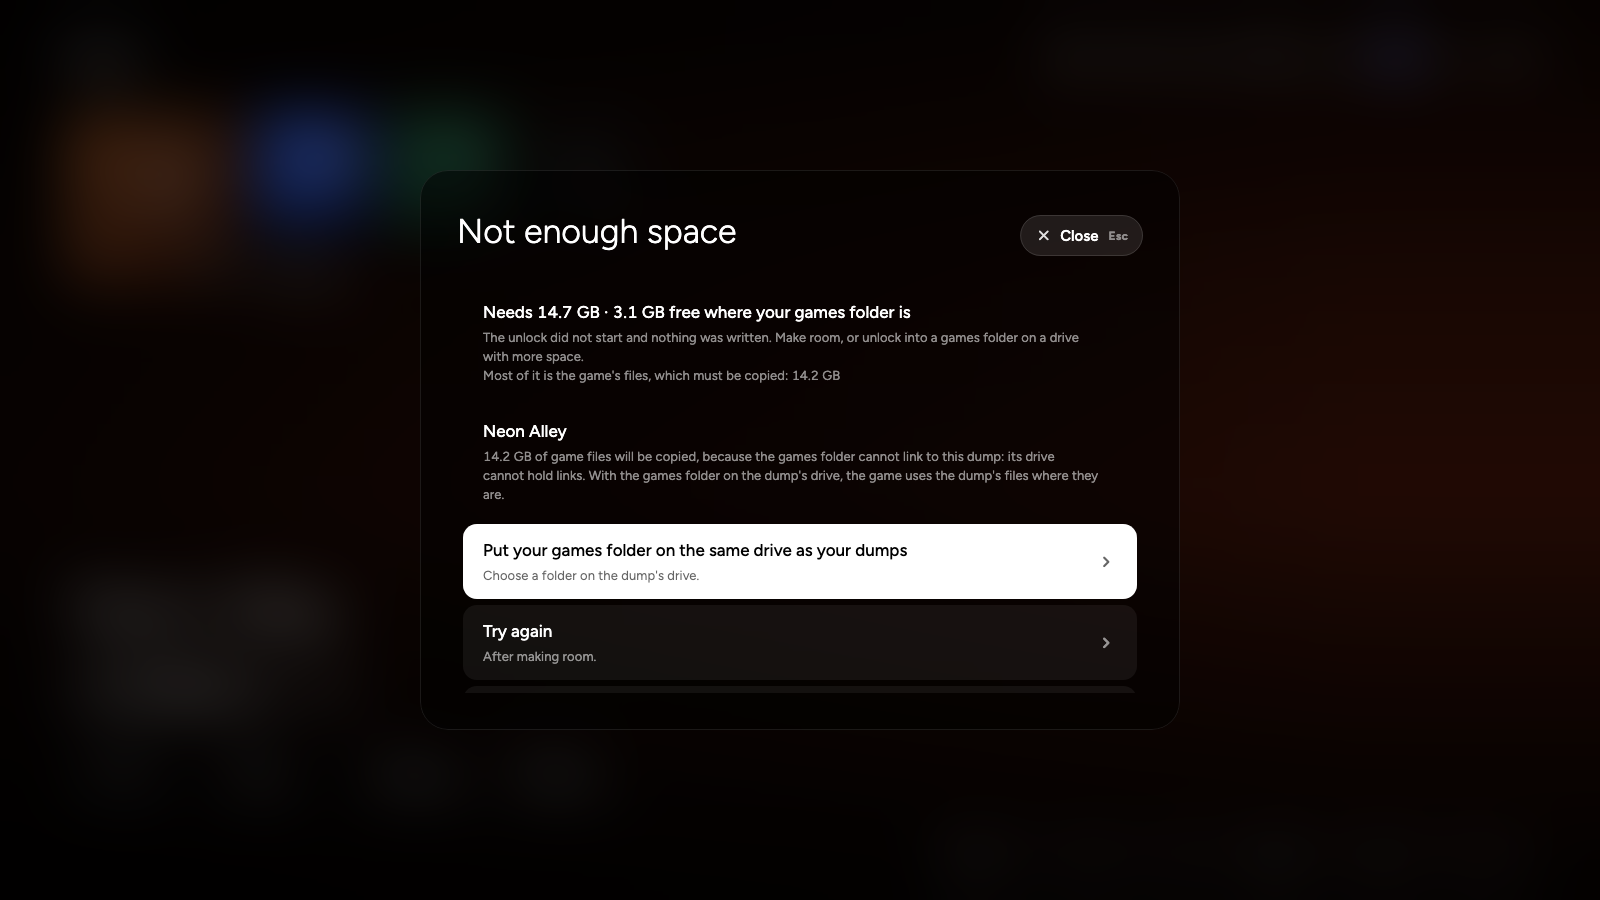 Not enough space
Close Esc
Needs 14.7 GB · 3.1 GB free where your games folder is
The unlock did not start and nothing was written. Make room, or unlock into a games folder on a drive
with more space.
Most of it is the game's files, which must be copied: 14.2 GB
Neon Alley
14.2 GB of game files will be copied, because the games folder cannot link to this dump: its drive
cannot hold links. With the games folder on the dump's drive, the game uses the dump's files where they
are.
Put your games folder on the same drive as your dumps
Choose a folder on the dump's drive.
Try again
After making room.